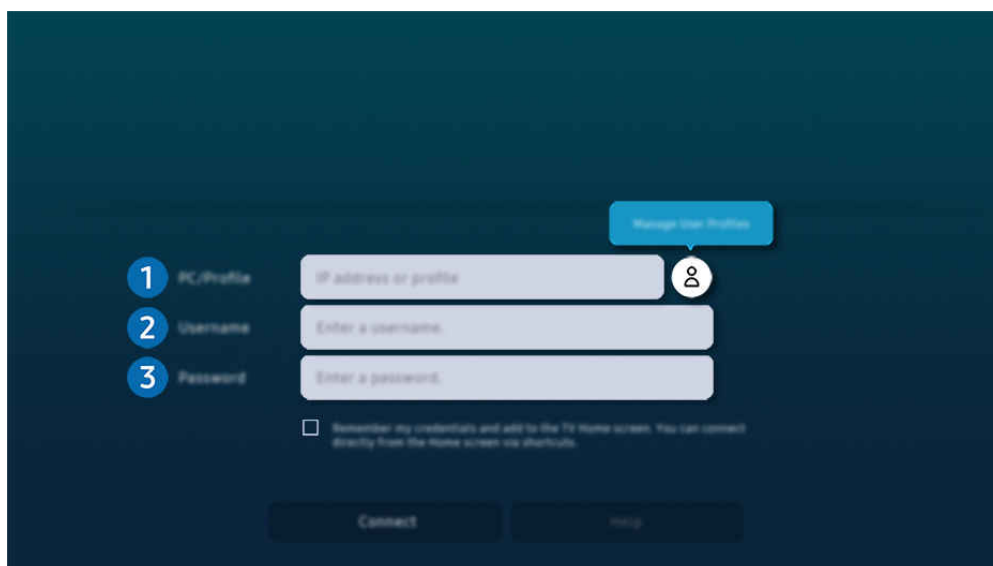 Manage User Profiles
1 PC/Profile IP address or profile
2 Username Enter a username.
3 Password Enter a password.
Remember my credentials and add to the TV Home screen. You can connect
directly from the Home screen via shortcuts.
Connect Help